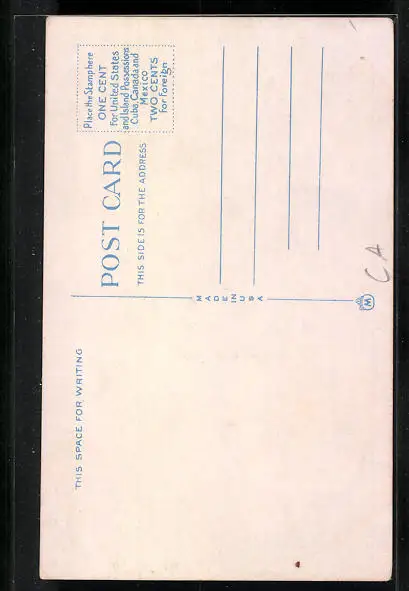 THIS SPACE FOR WRITING
POST CARD
THIS SIDE IS FOR THE ADDRESS
Place the Stamp here
ONE CENT
For United States
and Island Possessions
Cuba, Canada and
Mexico
TWO CENTS
For Foreign
MADE IN USA
M
CA